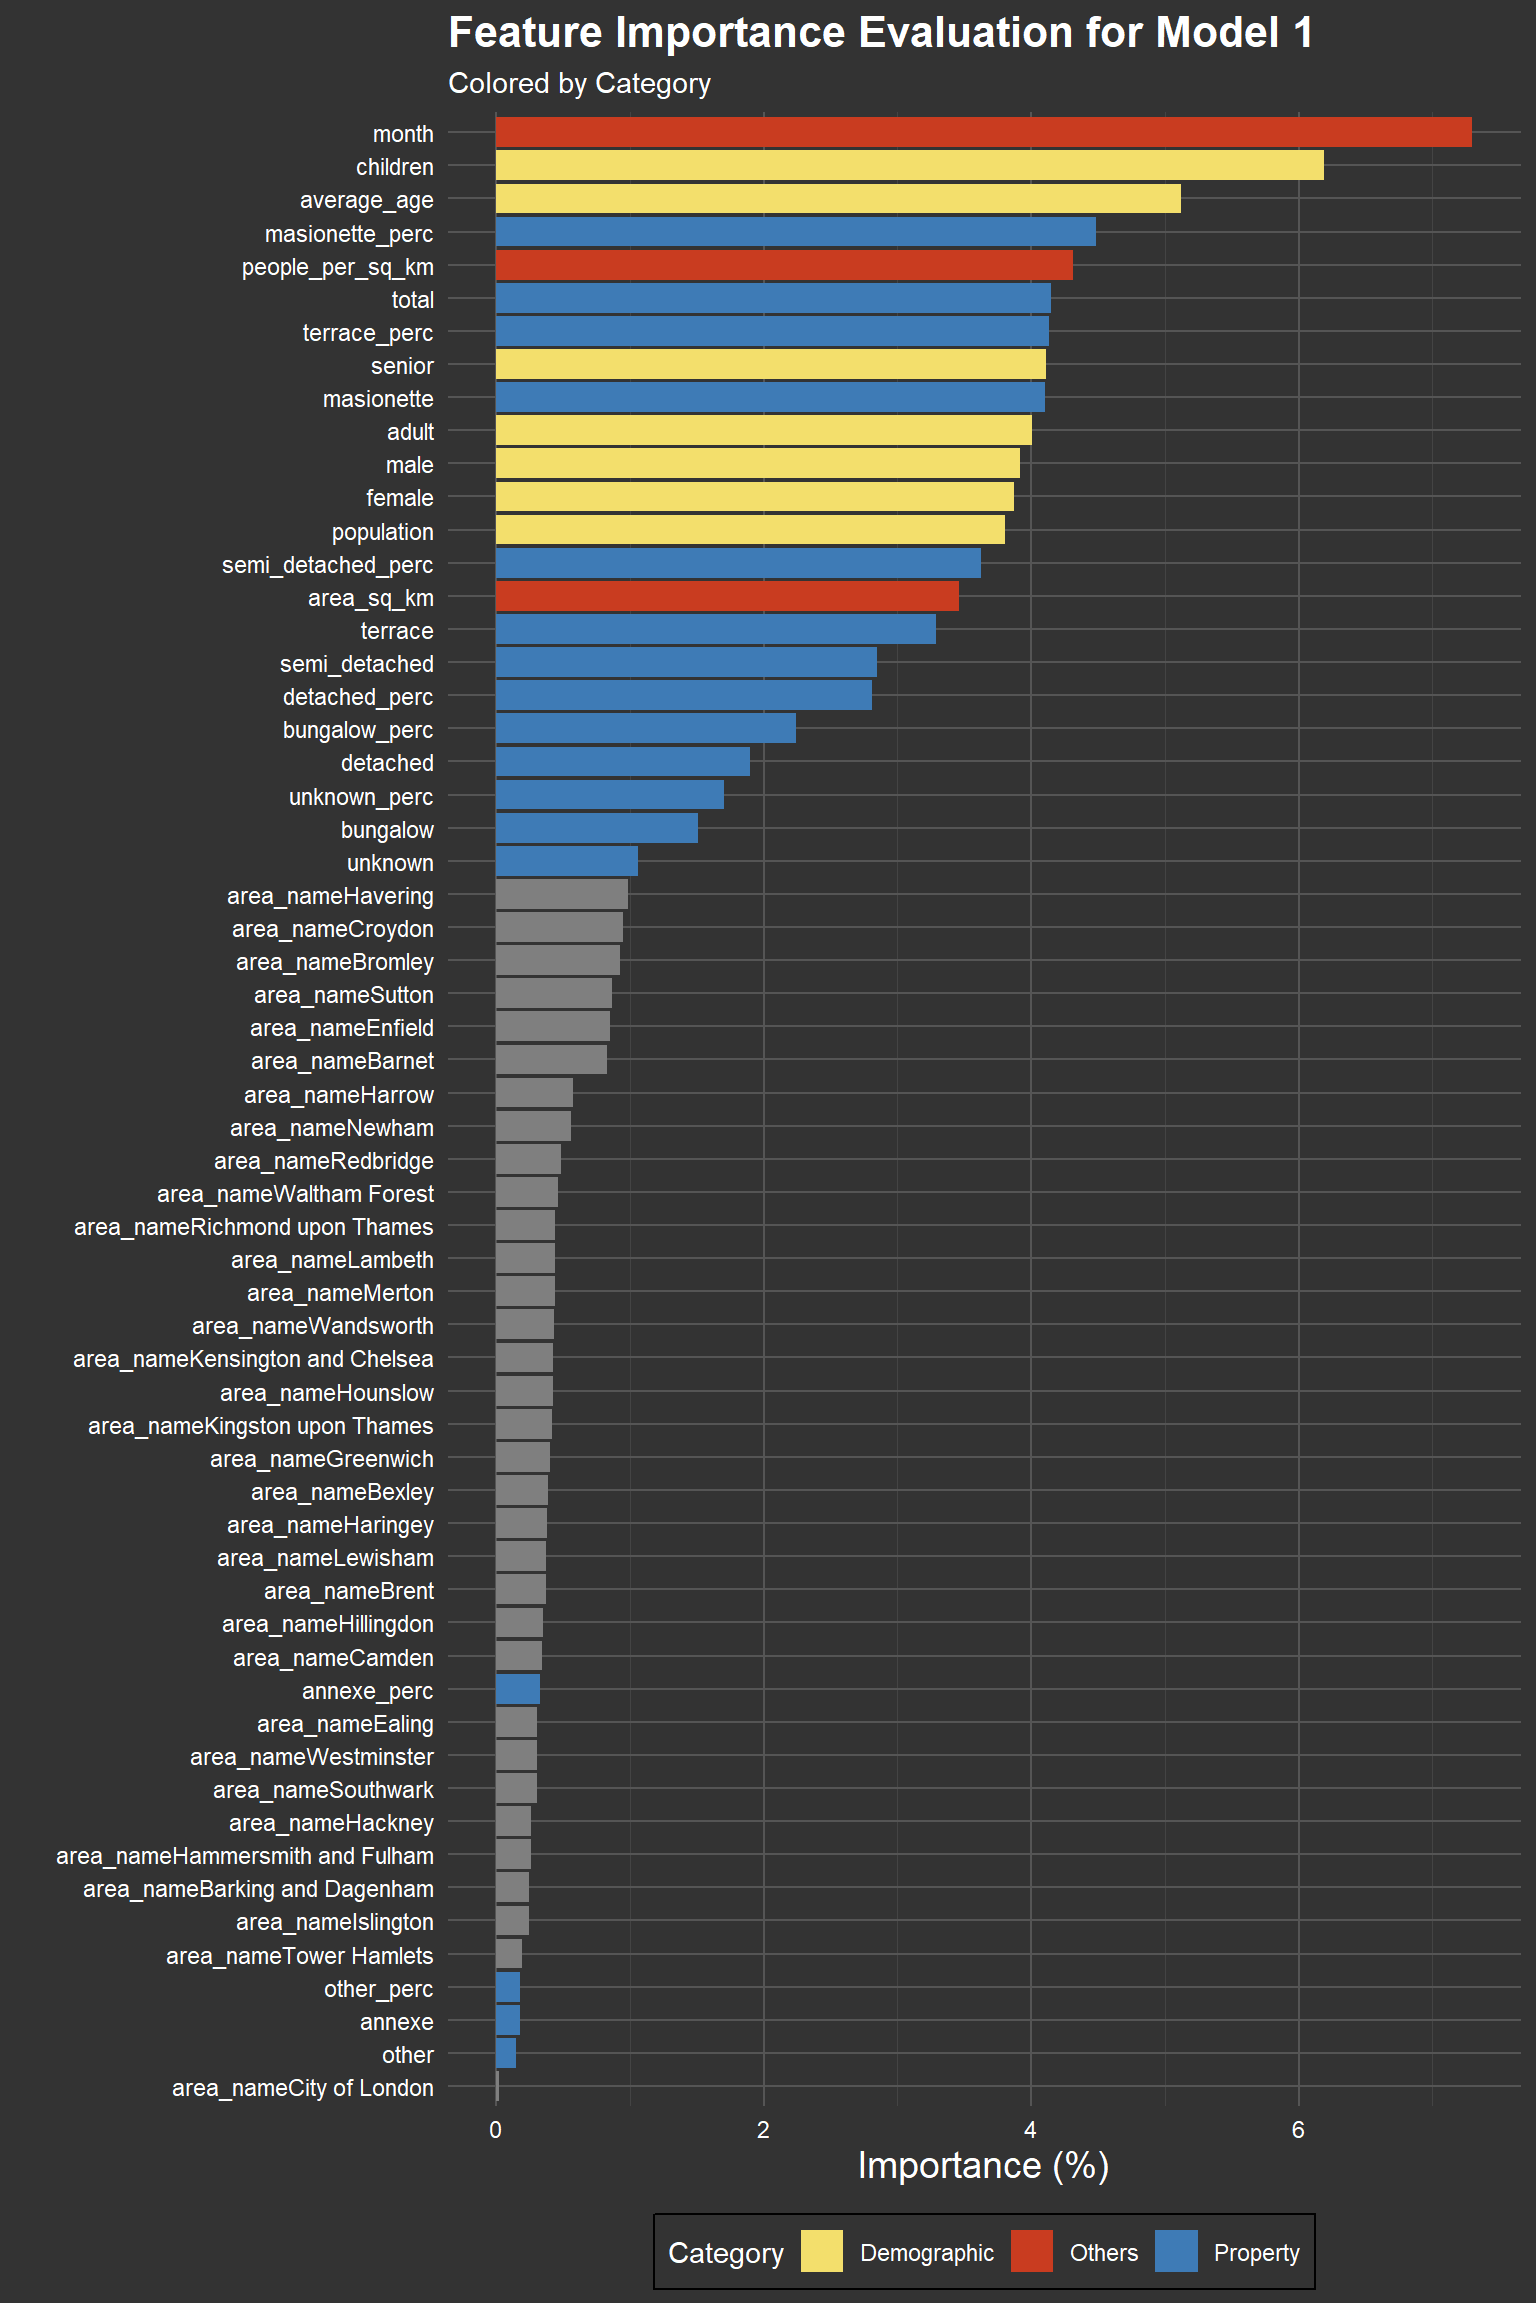 Feature Importance Evaluation for Model 1
Colored by Category
month
children
average_age
masionette_perc
people_per_sq_km
total
terrace_perc
senior
masionette
adult
male
female
population
semi_detached_perc
area_sq_km
terrace
semi_detached
detached_perc
bungalow_perc
detached
unknown_perc
bungalow
unknown
area_nameHavering
area_nameCroydon
area_nameBromley
area_nameSutton
area_nameEnfield
area_nameBarnet
area_nameHarrow
area_nameNewham
area_nameRedbridge
area_nameWaltham Forest
area_nameRichmond upon Thames
area_nameLambeth
area_nameMerton
area_nameWandsworth
area_nameKensington and Chelsea
area_nameHounslow
area_nameKingston upon Thames
area_nameGreenwich
area_nameBexley
area_nameHaringey
area_nameLewisham
area_nameBrent
area_nameHillingdon
area_nameCamden
annexe_perc
area_nameEaling
area_nameWestminster
area_nameSouthwark
area_nameHackney
area_nameHammersmith and Fulham
area_nameBarking and Dagenham
area_nameIslington
area_nameTower Hamlets
other_perc
annexe
other
area_nameCity of London
0 2 4 6
Importance (%)
Category Demographic Others Property